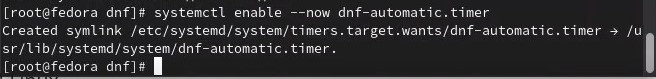 [root@fedora dnf]# systemctl enable --now dnf-automatic.timer
Created symlink /etc/systemd/system/timers.target.wants/dnf-automatic.timer → /u
sr/lib/systemd/system/dnf-automatic.timer.
[root@fedora dnf]#